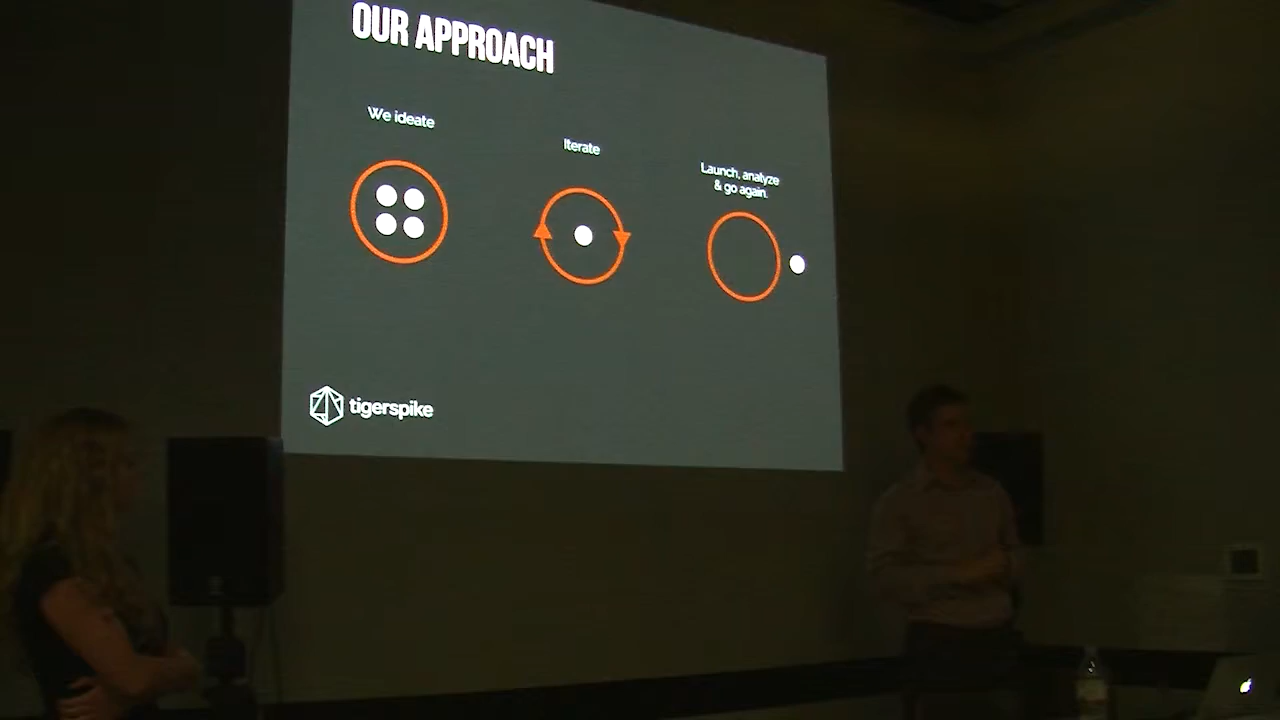 OUR APPROACH
We ideate
Iterate
Launch, analyze
& go again.
tigerspike